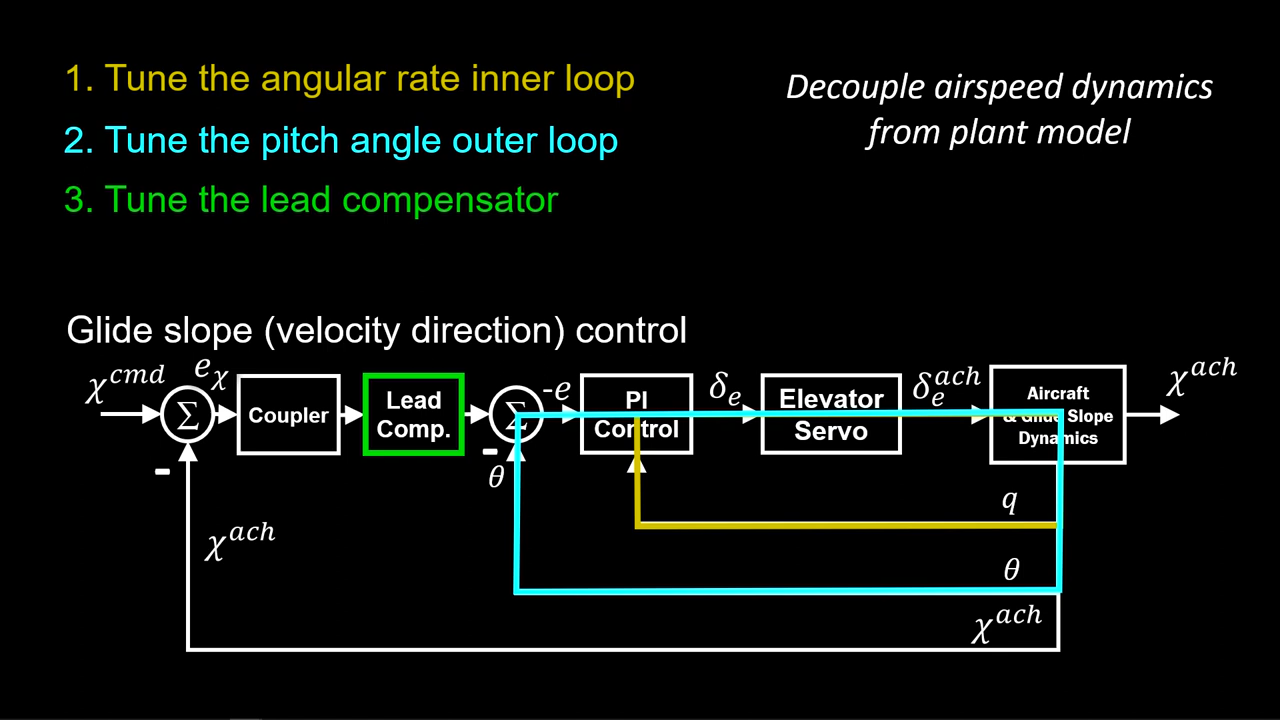 1. Tune the angular rate inner loop
2. Tune the pitch angle outer loop
3. Tune the lead compensator
Decouple airspeed dynamics
from plant model
Glide slope (velocity direction) control
χ^cmd
e_χ
Σ
-
Coupler
Lead
Comp.
Σ
-
θ
-e
PI
Control
δ_e
Elevator
Servo
δ_e^ach
Aircraft
& Glide Slope
Dynamics
χ^ach
q
θ
χ^ach
χ^ach